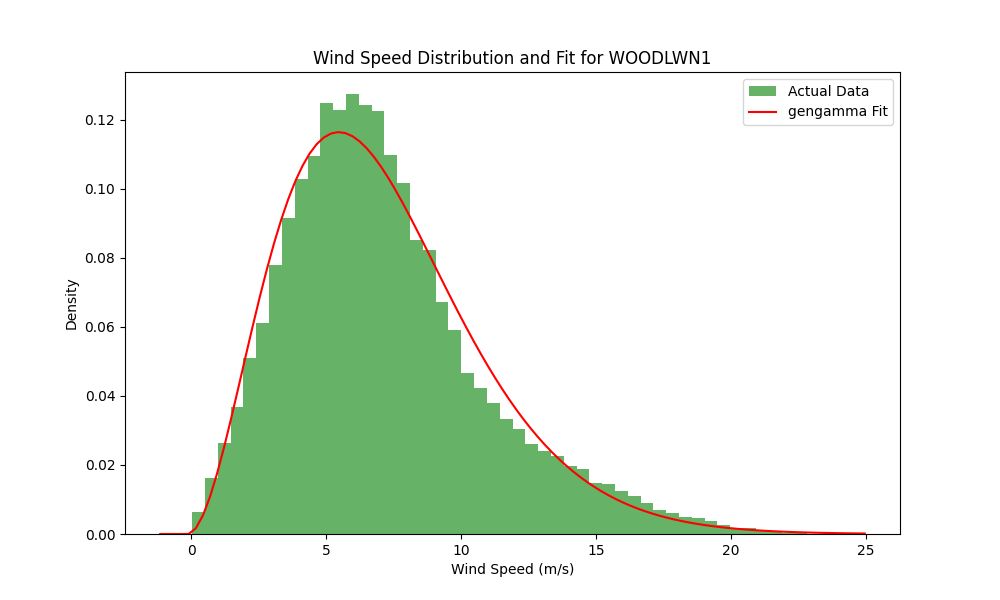 Wind Speed Distribution and Fit for WOODLWN1
Actual Data
gengamma Fit
0.12
0.10
0.08
0.06
0.04
0.02
0.00
Density
0
5
10
15
20
25
Wind Speed (m/s)